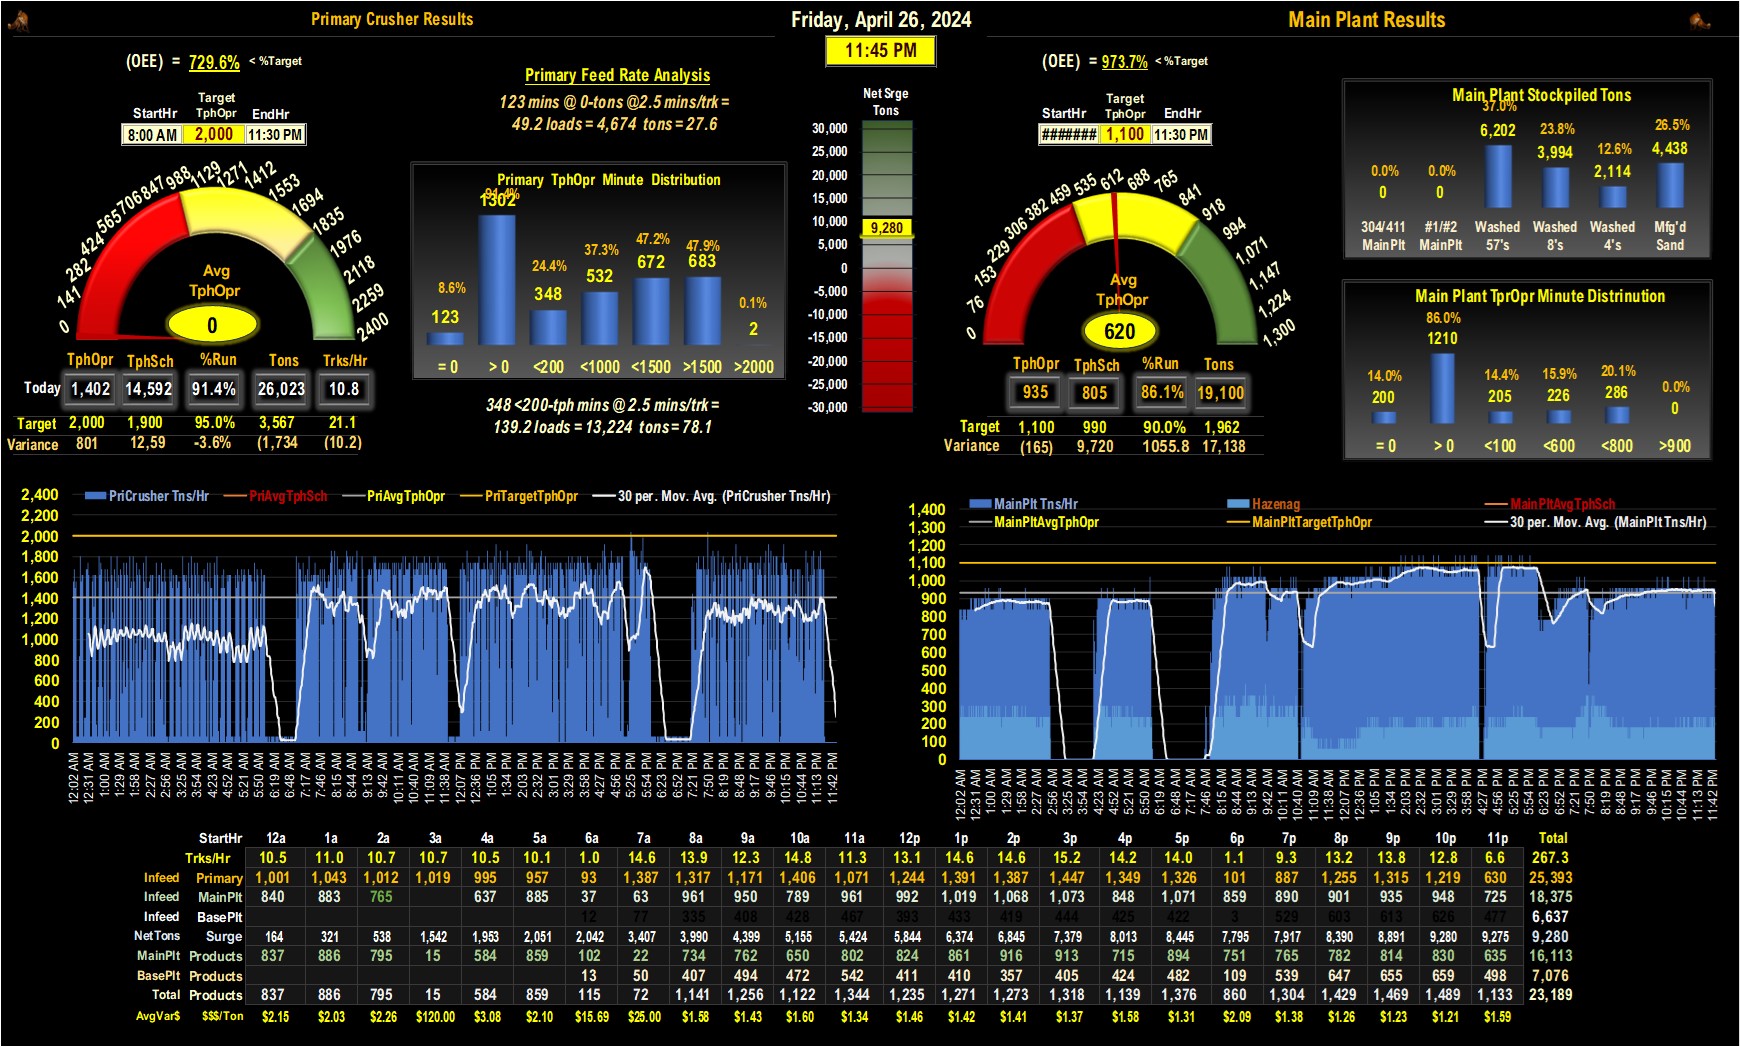 Primary Crusher Results
Friday, April 26, 2024
Main Plant Results
11:45 PM
(OEE) = 729.6% < %Target
StartHr Target TphOpr EndHr
8:00 AM 2,000 11:30 PM
0 141 282 424 565 706 847 988 1129 1271 1412 1553 1694 1835 1976 2118 2259 2400
Avg
TphOpr
0
TphOpr TphSch %Run Tons Trks/Hr
Today 1,402 14,592 91.4% 26,023 10.8
Target 2,000 1,900 95.0% 3,567 21.1
Variance 801 12,59 -3.6% (1,734 (10.2)
Primary Feed Rate Analysis
123 mins @ 0-tons @2.5 mins/trk =
49.2 loads = 4,674 tons = 27.6
Primary TphOpr Minute Distribution
91.4%
8.6% 24.4% 37.3% 47.2% 47.9% 0.1%
123 1302 348 532 672 683 2
= 0 > 0 <200 <1000 <1500 >1500 >2000
348 <200-tph mins @ 2.5 mins/trk =
139.2 loads = 13,224 tons = 78.1
Net Srge
Tons
30,000
25,000
20,000
15,000
10,000
9,280
5,000
0
-5,000
-10,000
-15,000
-20,000
-25,000
-30,000
(OEE) = 973.7% < %Target
StartHr Target TphOpr EndHr
####### 1,100 11:30 PM
0 76 153 229 306 382 459 535 612 688 765 841 918 994 1,071 1,147 1,224 1,300
Avg
TphOpr
620
TphOpr TphSch %Run Tons
935 805 86.1% 19,100
Target 1,100 990 90.0% 1,962
Variance (165) 9,720 1055.8 17,138
Main Plant Stockpiled Tons
0.0% 0.0% 37.0% 23.8% 12.6% 26.5%
0 0 6,202 3,994 2,114 4,438
304/411 #1/#2 Washed Washed Washed Mfg'd
MainPlt MainPlt 57's 8's 4's Sand
Main Plant TprOpr Minute Distrinution
14.0% 86.0% 14.4% 15.9% 20.1% 0.0%
200 1210 205 226 286 0
= 0 > 0 <100 <600 <800 >900
PriCrusher Tns/Hr PriAvgTphSch PriAvgTphOpr PriTargetTphOpr 30 per. Mov. Avg. (PriCrusher Tns/Hr)
2,400
2,200
2,000
1,800
1,600
1,400
1,200
1,000
800
600
400
200
0
12:02 AM 12:31 AM 1:00 AM 1:29 AM 1:58 AM 2:27 AM 2:56 AM 3:25 AM 3:54 AM 4:23 AM 4:52 AM 5:21 AM 5:50 AM 6:19 AM 6:48 AM 7:17 AM 7:46 AM 8:15 AM 8:44 AM 9:13 AM 9:42 AM 10:11 AM 10:40 AM 11:09 AM 11:38 AM 12:07 PM 12:36 PM 1:05 PM 1:34 PM 2:03 PM 2:32 PM 3:01 PM 3:29 PM 3:58 PM 4:27 PM 4:56 PM 5:25 PM 5:54 PM 6:23 PM 6:52 PM 7:21 PM 7:50 PM 8:19 PM 8:48 PM 9:17 PM 9:46 PM 10:15 PM 10:44 PM 11:13 PM 11:42 PM
MainPlt Tns/Hr Hazenag MainPltAvgTphSch
MainPltAvgTphOpr MainPltTargetTphOpr 30 per. Mov. Avg. (MainPlt Tns/Hr)
1,400
1,300
1,200
1,100
1,000
900
800
700
600
500
400
300
200
100
0
12:02 AM 12:31 AM 1:00 AM 1:29 AM 1:58 AM 2:27 AM 2:56 AM 3:25 AM 3:54 AM 4:23 AM 4:52 AM 5:21 AM 5:50 AM 6:19 AM 6:48 AM 7:17 AM 7:46 AM 8:15 AM 8:44 AM 9:13 AM 9:42 AM 10:11 AM 10:40 AM 11:09 AM 11:38 AM 12:07 PM 12:36 PM 1:05 PM 1:34 PM 2:03 PM 2:32 PM 3:01 PM 3:29 PM 3:58 PM 4:27 PM 4:56 PM 5:25 PM 5:54 PM 6:23 PM 6:52 PM 7:21 PM 7:50 PM 8:19 PM 8:48 PM 9:17 PM 9:46 PM 10:15 PM 10:44 PM 11:13 PM 11:42 PM
StartHr 12a 1a 2a 3a 4a 5a 6a 7a 8a 9a 10a 11a 12p 1p 2p 3p 4p 5p 6p 7p 8p 9p 10p 11p Total
Trks/Hr 10.5 11.0 10.7 10.7 10.5 10.1 1.0 14.6 13.9 12.3 14.8 11.3 13.1 14.6 14.6 15.2 14.2 14.0 1.1 9.3 13.2 13.8 12.8 6.6 267.3
Infeed Primary 1,001 1,043 1,012 1,019 995 957 93 1,387 1,317 1,171 1,406 1,071 1,244 1,391 1,387 1,447 1,349 1,326 101 887 1,255 1,315 1,219 630 25,393
Infeed MainPlt 840 883 765 637 885 37 63 961 950 789 961 992 1,019 1,068 1,073 848 1,071 859 890 901 935 948 725 18,375
Infeed BasePlt 12 77 335 408 428 467 393 433 419 444 425 422 3 529 603 613 626 477 6,637
NetTons Surge 164 321 538 1,542 1,953 2,051 2,042 3,407 3,990 4,399 5,155 5,424 5,844 6,374 6,845 7,379 8,013 8,445 7,795 7,917 8,390 8,891 9,280 9,275 9,280
MainPlt Products 837 886 795 15 584 859 102 22 734 762 650 802 824 861 916 913 715 894 751 765 782 814 830 635 16,113
BasePlt Products 13 50 407 494 472 542 411 410 357 405 424 482 109 539 647 655 659 498 7,076
Total Products 837 886 795 15 584 859 115 72 1,141 1,256 1,122 1,344 1,235 1,271 1,273 1,318 1,139 1,376 860 1,304 1,429 1,469 1,489 1,133 23,189
AvgVar$ $$$/Ton $2.15 $2.03 $2.26 $120.00 $3.08 $2.10 $15.69 $25.00 $1.58 $1.43 $1.60 $1.34 $1.46 $1.42 $1.41 $1.37 $1.58 $1.31 $2.09 $1.38 $1.26 $1.23 $1.21 $1.59